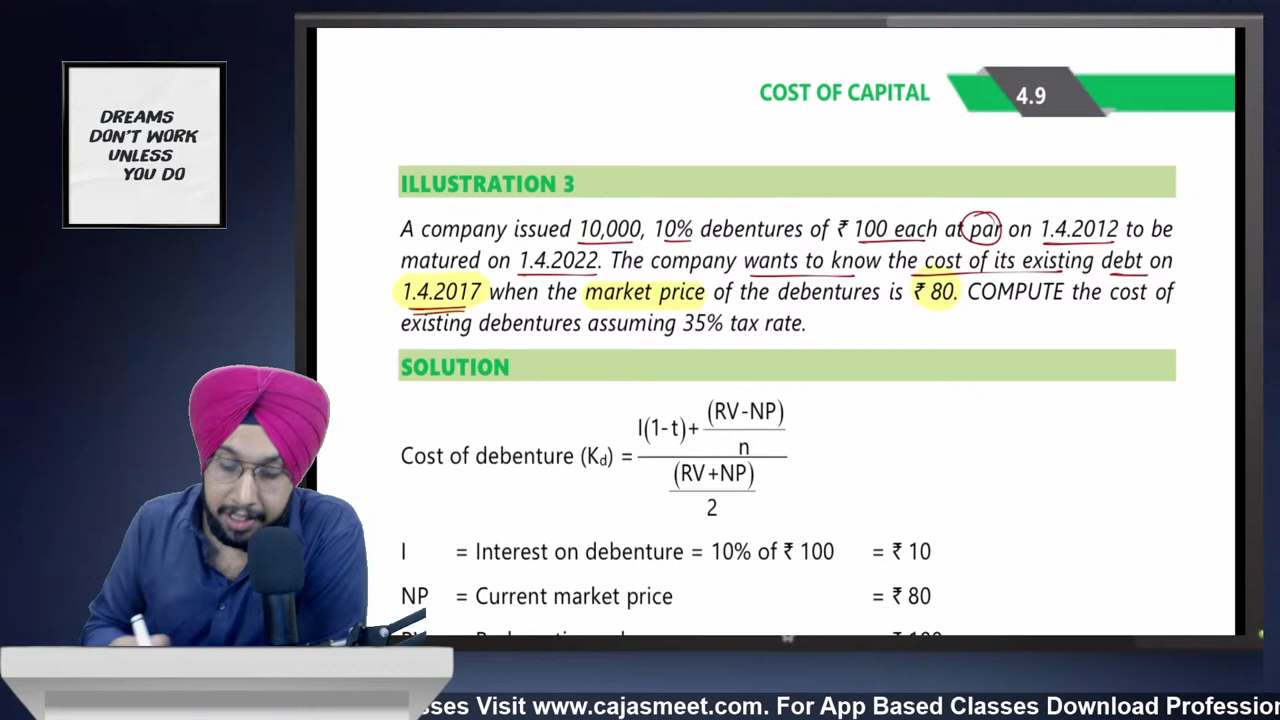 DREAMS
DON'T WORK
UNLESS
YOU DO
COST OF CAPITAL 4.9
ILLUSTRATION 3
A company issued 10,000, 10% debentures of ₹ 100 each at par on 1.4.2012 to be
matured on 1.4.2022. The company wants to know the cost of its existing debt on
1.4.2017 when the market price of the debentures is ₹ 80. COMPUTE the cost of
existing debentures assuming 35% tax rate.
SOLUTION
(RV-NP)
I(1-t)+
n
Cost of debenture (Kd) =
(RV+NP)
2
I = Interest on debenture = 10% of ₹ 100 = ₹ 10
NP = Current market price = ₹ 80
sses Visit www.cajasmeet.com. For App Based Classes Download Profession